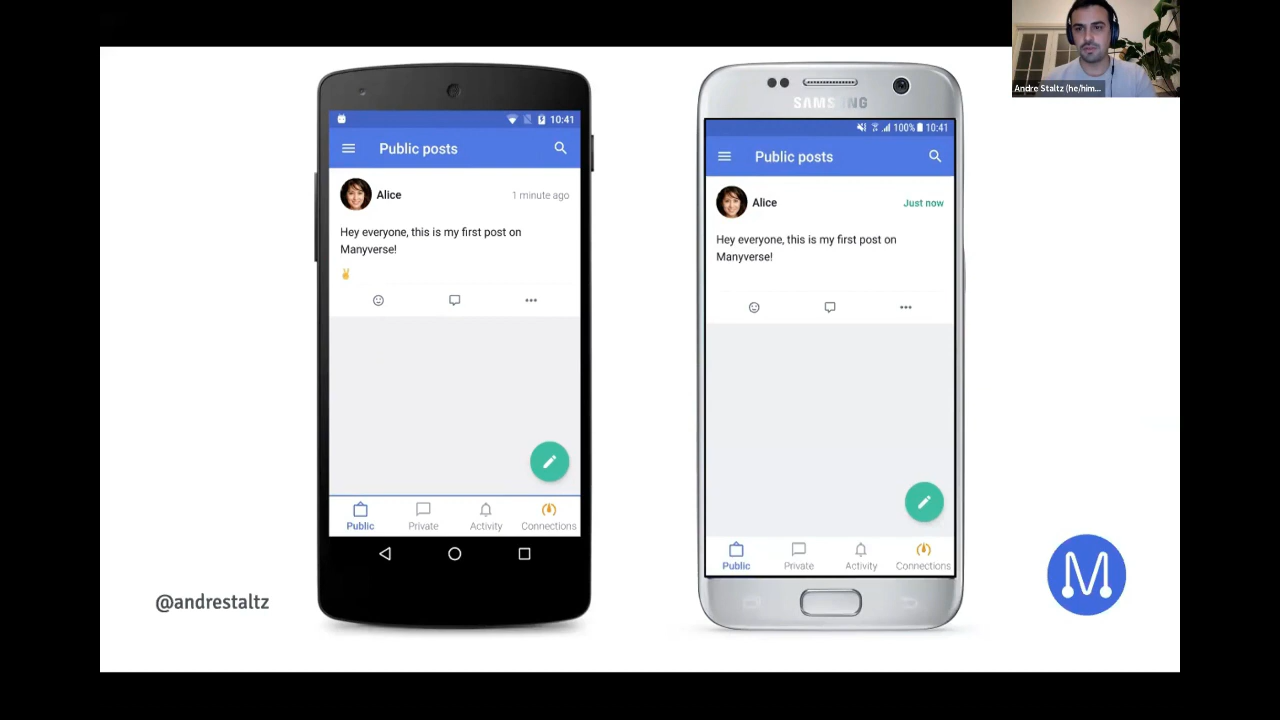 Andre Staltz (he/him...
10:41
Public posts
Alice
1 minute ago
Hey everyone, this is my first post on
Manyverse!
Public
Private
Activity
Connections
SAMSUNG
100% 10:41
Public posts
Alice
Just now
Hey everyone, this is my first post on
Manyverse!
Public
Private
Activity
Connections
@andrestaltz
M